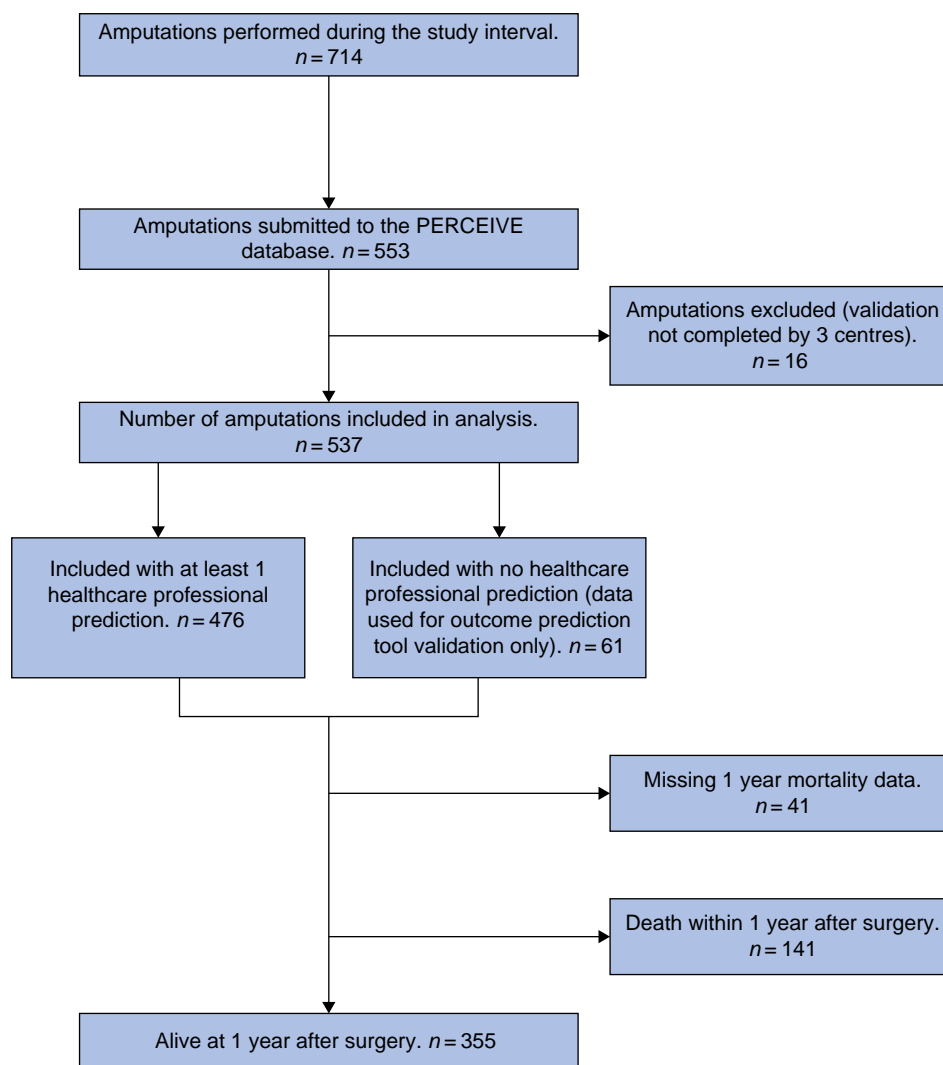 Amputations performed during the study interval.
n = 714
Amputations submitted to the PERCEIVE
database. n = 553
Amputations excluded (validation
not completed by 3 centres).
n = 16
Number of amputations included in analysis.
n = 537
Included with at least 1
healthcare professional
prediction. n = 476
Included with no healthcare
professional prediction (data
used for outcome prediction
tool validation only). n = 61
Missing 1 year mortality data.
n = 41
Death within 1 year after surgery.
n = 141
Alive at 1 year after surgery. n = 355